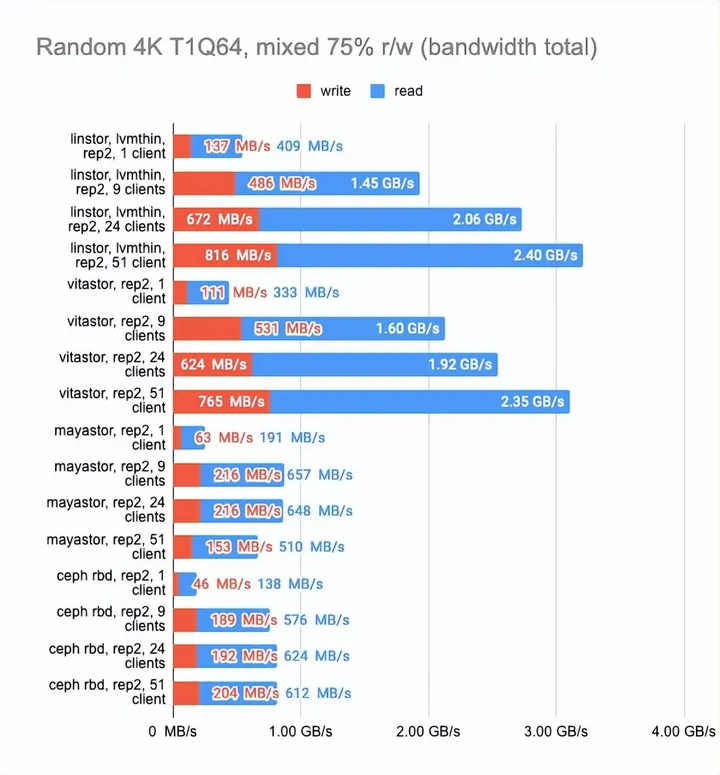 Random 4K T1Q64, mixed 75% r/w (bandwidth total)
write read
linstor, lvmthin,
rep2, 1 client
137 MB/s 409 MB/s
linstor, lvmthin,
rep2, 9 clients
486 MB/s 1.45 GB/s
linstor, lvmthin,
rep2, 24 clients
672 MB/s 2.06 GB/s
linstor, lvmthin,
rep2, 51 client
816 MB/s 2.40 GB/s
vitastor, rep2, 1
client
111 MB/s 333 MB/s
vitastor, rep2, 9
clients
531 MB/s 1.60 GB/s
vitastor, rep2, 24
clients
624 MB/s 1.92 GB/s
vitastor, rep2, 51
client
765 MB/s 2.35 GB/s
mayastor, rep2, 1
client
63 MB/s 191 MB/s
mayastor, rep2, 9
clients
216 MB/s 657 MB/s
mayastor, rep2, 24
clients
216 MB/s 648 MB/s
mayastor, rep2, 51
client
153 MB/s 510 MB/s
ceph rbd, rep2, 1
client
46 MB/s 138 MB/s
ceph rbd, rep2, 9
clients
189 MB/s 576 MB/s
ceph rbd, rep2, 24
clients
192 MB/s 624 MB/s
ceph rbd, rep2, 51
client
204 MB/s 612 MB/s
0 MB/s 1.00 GB/s 2.00 GB/s 3.00 GB/s 4.00 GB/s